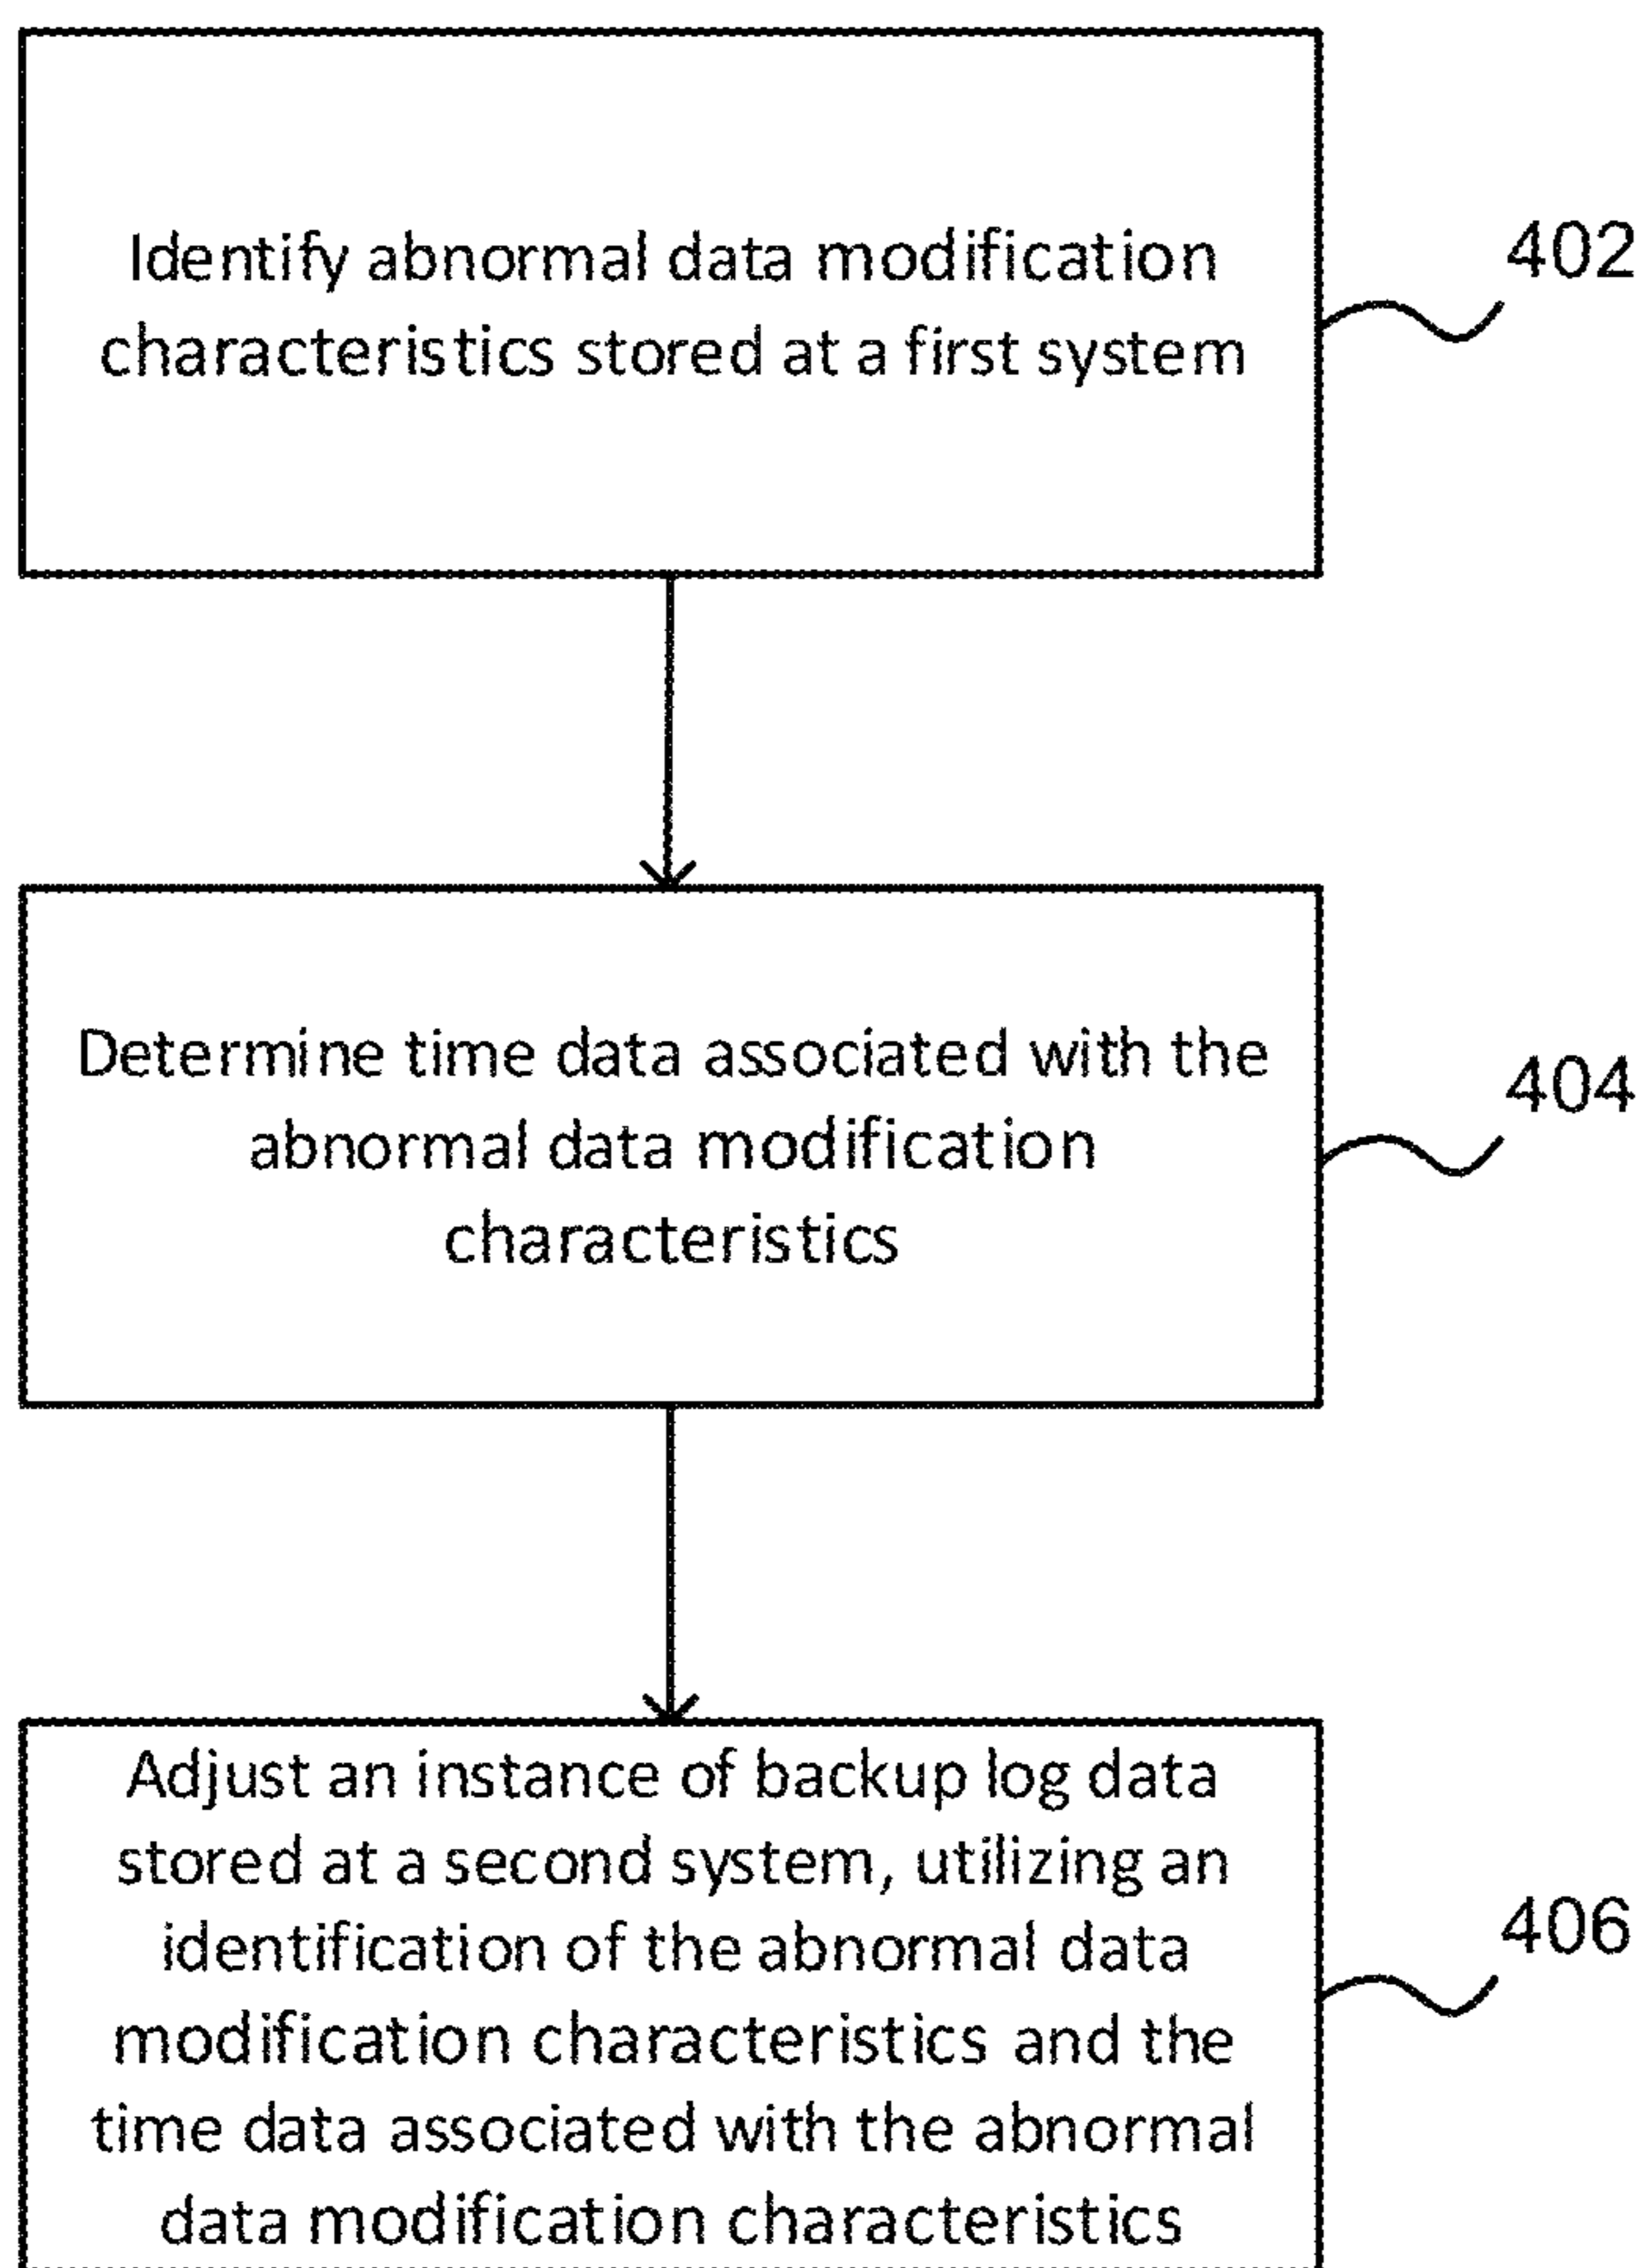 Identify abnormal data modification
characteristics stored at a first system
402
Determine time data associated with the
abnormal data modification
characteristics
404
Adjust an instance of backup log data
stored at a second system, utilizing an
identification of the abnormal data
modification characteristics and the
time data associated with the abnormal
data modification characteristics
406